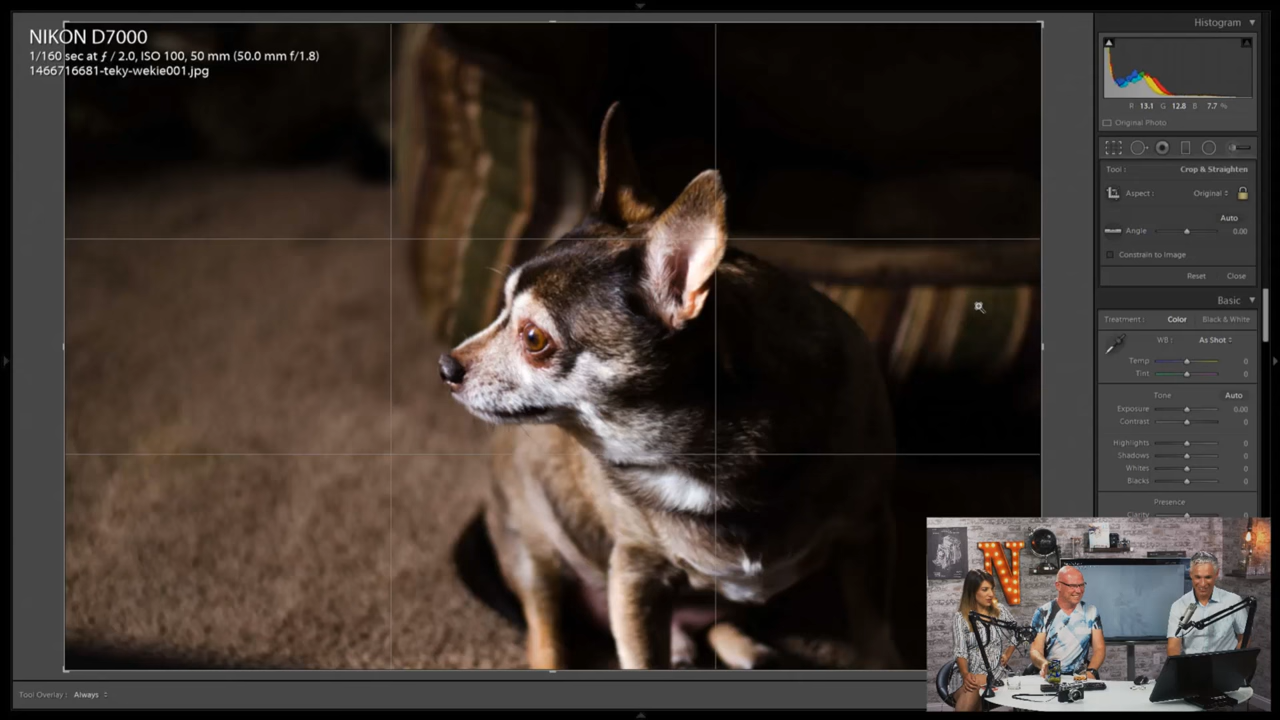 NIKON D7000
1/160 sec at ƒ / 2.0, ISO 100, 50 mm (50.0 mm f/1.8)
1466716681-teky-wekie001.jpg
Histogram
R 13.1 G 12.8 B 7.7 %
Original Photo
Tool : Crop & Straighten
Aspect : Original
Auto
Angle 0.00
Constrain to Image
Reset Close
Basic
Treatment : Color Black & White
WB : As Shot
Temp 0
Tint 0
Tone Auto
Exposure 0.00
Contrast 0
Highlights 0
Shadows 0
Whites 0
Blacks 0
Presence
Clarity
N
Tool Overlay : Always